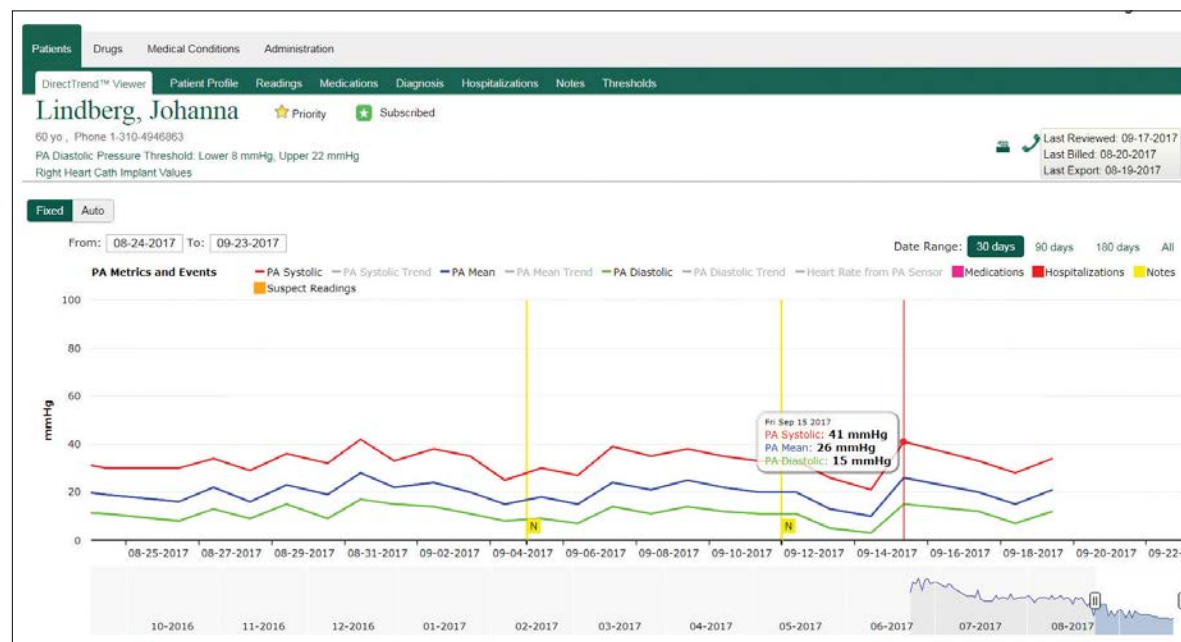 Patients Drugs Medical Conditions Administration
DirectTrend™ Viewer Patient Profile Readings Medications Diagnosis Hospitalizations Notes Thresholds
Lindberg, Johanna Priority Subscribed
60 yo , Phone 1-310-4946863
PA Diastolic Pressure Threshold: Lower 8 mmHg, Upper 22 mmHg
Right Heart Cath Implant Values
Last Reviewed: 09-17-2017
Last Billed: 08-20-2017
Last Export: 08-19-2017
Fixed Auto
From: 08-24-2017 To: 09-23-2017 Date Range: 30 days 90 days 180 days All
PA Metrics and Events PA Systolic PA Systolic Trend PA Mean PA Mean Trend PA Diastolic PA Diastolic Trend Heart Rate from PA Sensor Medications Hospitalizations Notes
Suspect Readings
100
80
60
40
20
0
mmHg
Fri Sep 15 2017
PA Systolic: 41 mmHg
PA Mean: 26 mmHg
PA Diastolic: 15 mmHg
N N
08-25-2017 08-27-2017 08-29-2017 08-31-2017 09-02-2017 09-04-2017 09-06-2017 09-08-2017 09-10-2017 09-12-2017 09-14-2017 09-16-2017 09-18-2017 09-20-2017 09-22-
10-2016 11-2016 12-2016 01-2017 02-2017 03-2017 04-2017 05-2017 06-2017 07-2017 08-2017